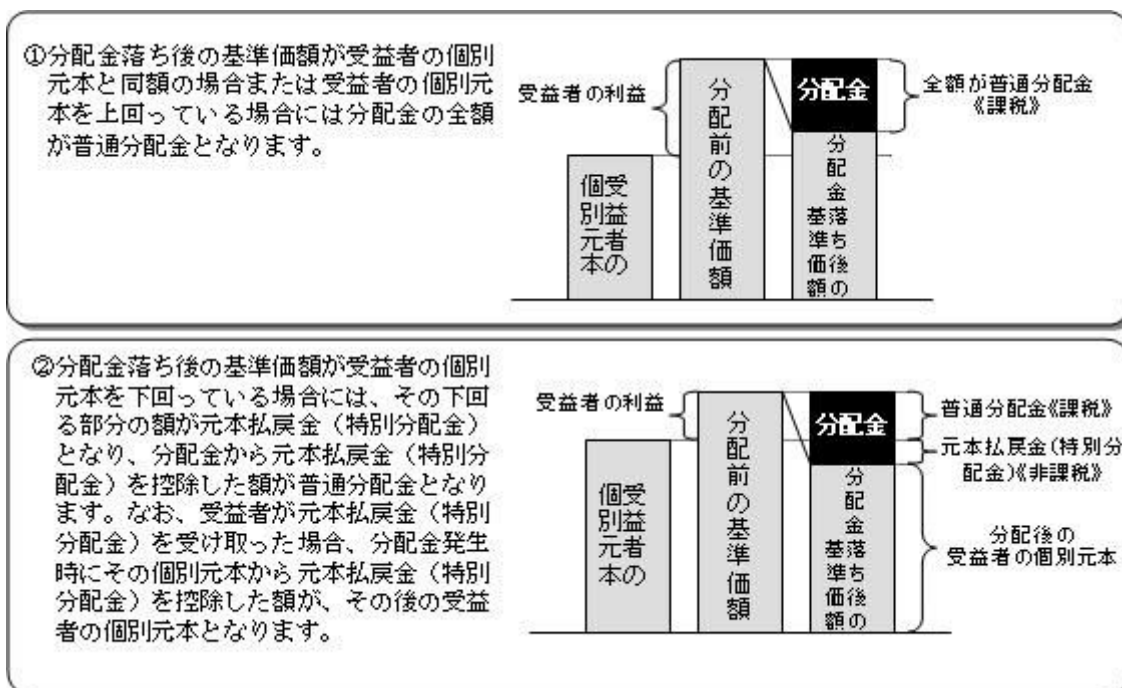 ①分配金落ち後の基準価額が受益者の個別
元本と同額の場合または受益者の個別元
本を上回っている場合には分配金の全額
が普通分配金となります。
受益者の利益
受益者の
個別元本
分配前の基準価額
分配金
分配金落ち後の
基準価額
全額が普通分配金
《課税》
②分配金落ち後の基準価額が受益者の個別
元本を下回っている場合には、その下回
る部分の額が元本払戻金（特別分配金）
となり、分配金から元本払戻金（特別分
配金）を控除した額が普通分配金となり
ます。なお、受益者が元本払戻金（特別
分配金）を受け取った場合、分配金発生
時にその個別元本から元本払戻金（特別
分配金）を控除した額が、その後の受益
者の個別元本となります。
受益者の利益
受益者の
個別元本
分配前の基準価額
分配金
分配金落ち後の
基準価額
普通分配金《課税》
元本払戻金(特別分
配金)《非課税》
分配後の
受益者の個別元本